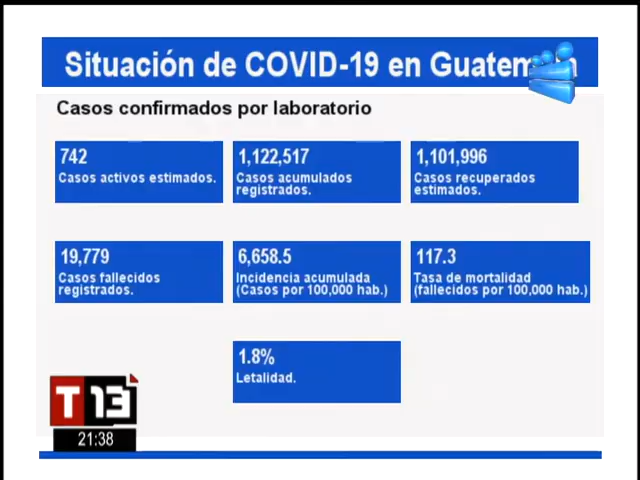 Situación de COVID-19 en Guatemala
Casos confirmados por laboratorio
742
Casos activos estimados.
1,122,517
Casos acumulados
registrados.
1,101,996
Casos recuperados
estimados.
19,779
Casos fallecidos
registrados.
6,658.5
Incidencia acumulada
(Casos por 100,000 hab.)
117.3
Tasa de mortalidad
(fallecidos por 100,000 hab.)
1.8%
Letalidad.
T13
21:38